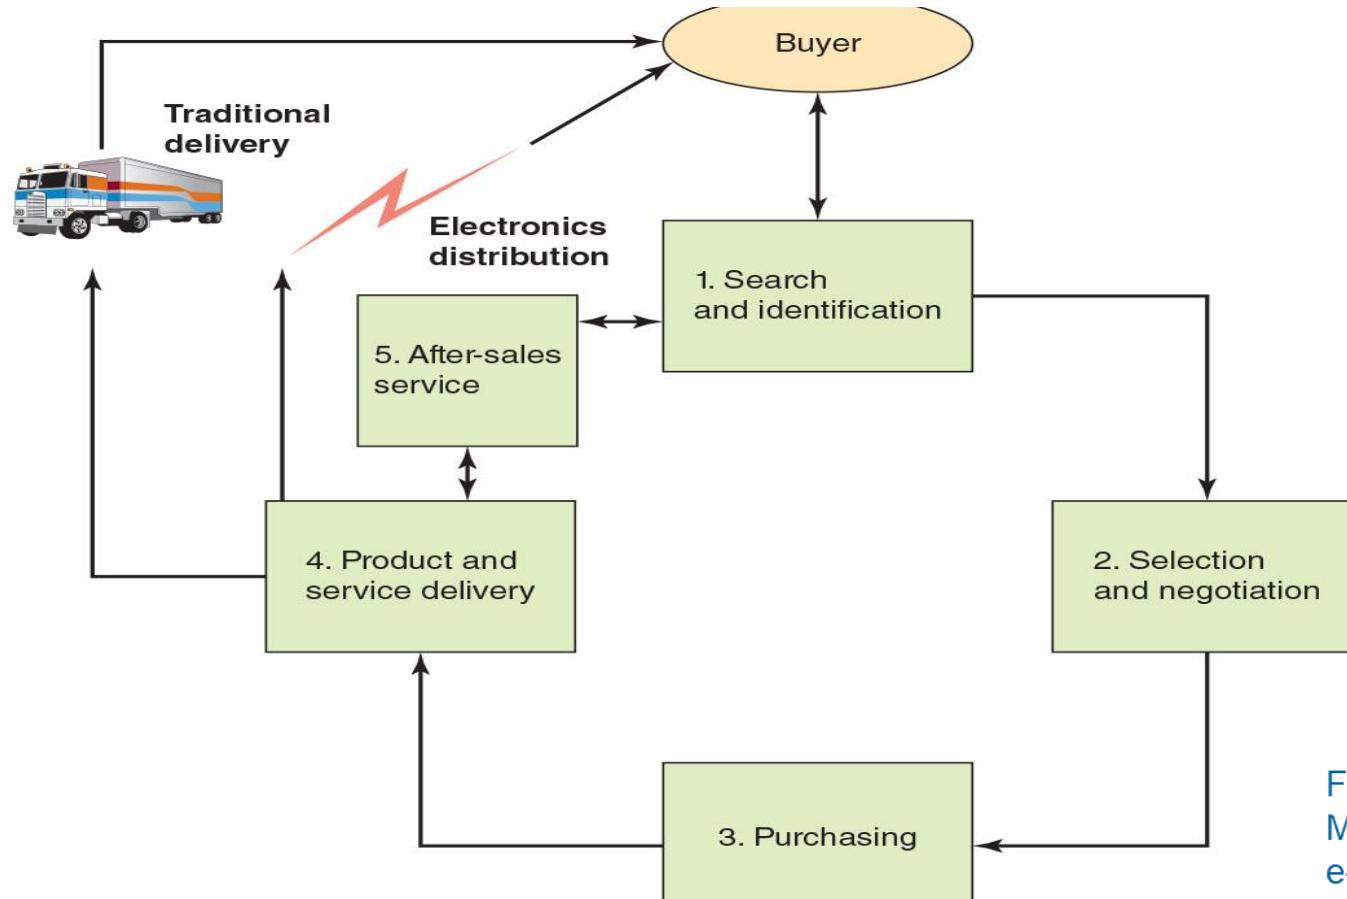 Buyer
Traditional
delivery
Electronics
distribution
1. Search
and identification
5. After-sales
service
4. Product and
service delivery
2. Selection
and negotiation
3. Purchasing